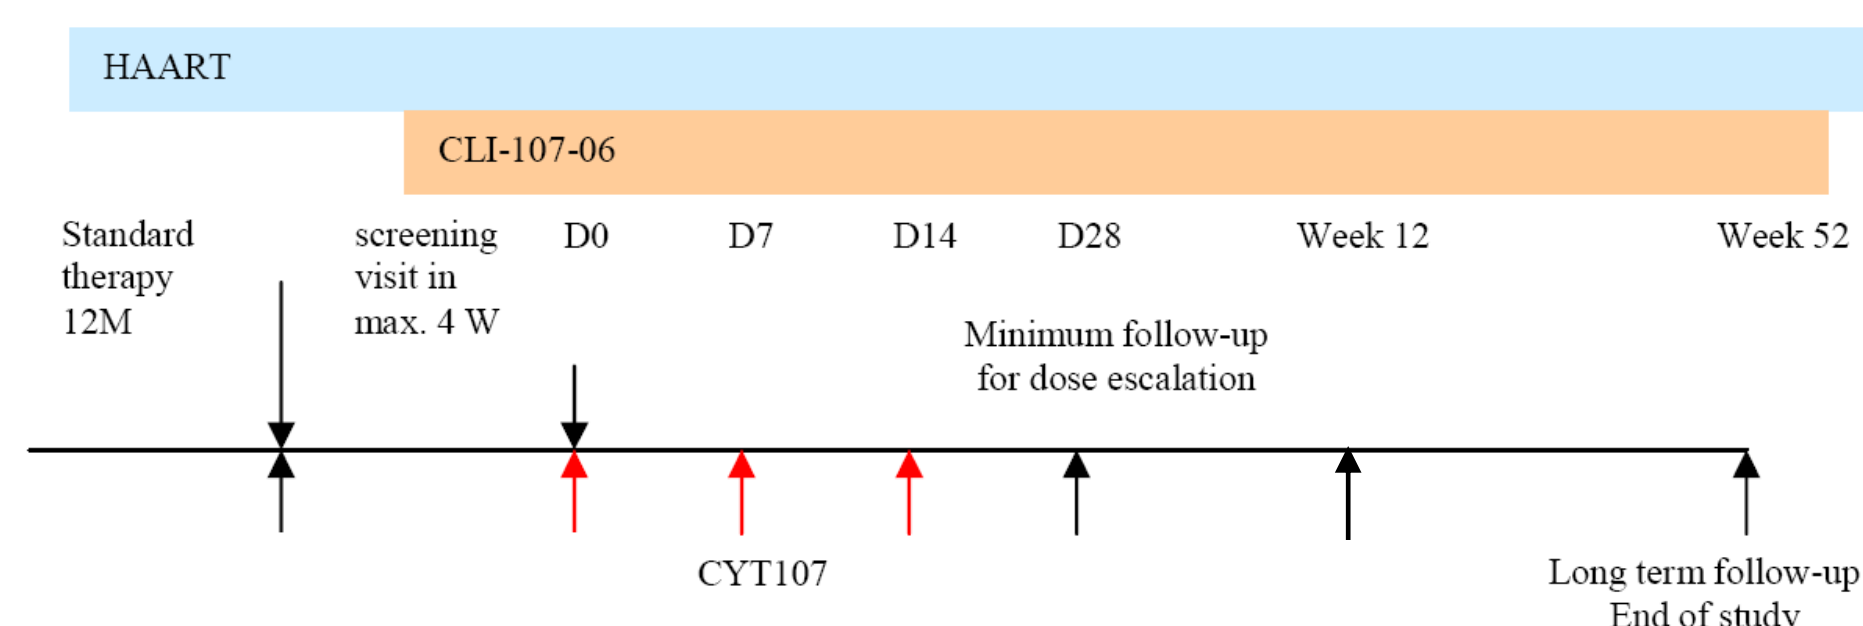 HAART
CLI-107-06
Standard
therapy
12M
screening
visit in
max. 4 W
D0
D7
D14
D28
Week 12
Week 52
Minimum follow-up
for dose escalation
CYT107
Long term follow-up
End of study